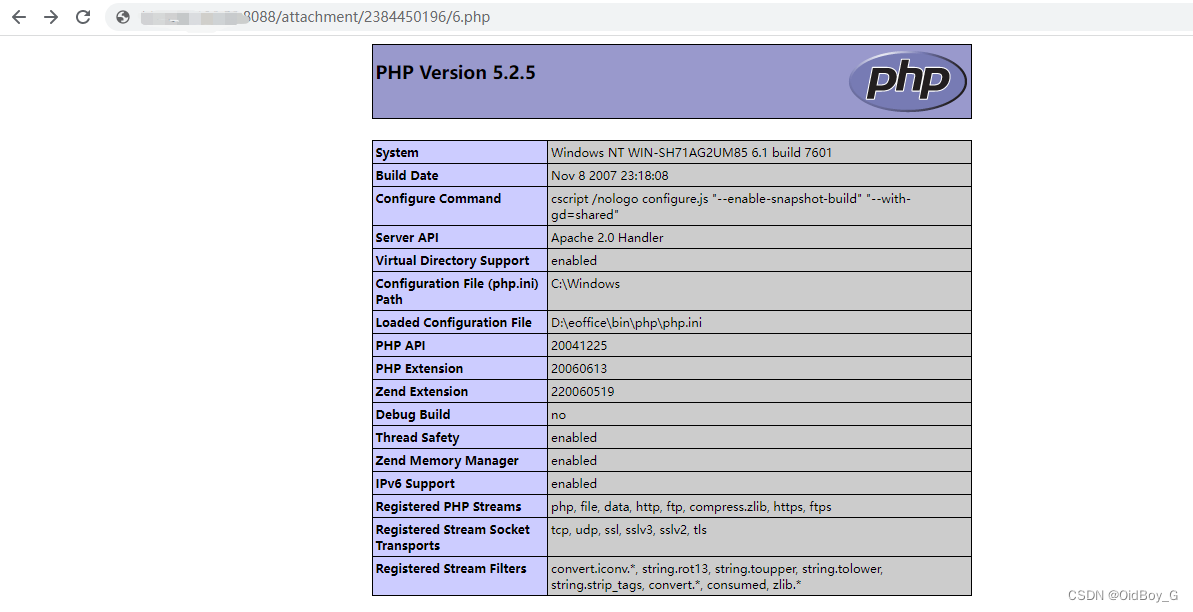 8088/attachment/2384450196/6.php
PHP Version 5.2.5
php
System Windows NT WIN-SH71AG2UM85 6.1 build 7601
Build Date Nov 8 2007 23:18:08
Configure Command cscript /nologo configure.js "--enable-snapshot-build" "--with-
gd=shared"
Server API Apache 2.0 Handler
Virtual Directory Support enabled
Configuration File (php.ini) C:\Windows
Path
Loaded Configuration File D:\eoffice\bin\php\php.ini
PHP API 20041225
PHP Extension 20060613
Zend Extension 220060519
Debug Build no
Thread Safety enabled
Zend Memory Manager enabled
IPv6 Support enabled
Registered PHP Streams php, file, data, http, ftp, compress.zlib, https, ftps
Registered Stream Socket tcp, udp, ssl, sslv3, sslv2, tls
Transports
Registered Stream Filters convert.iconv.*, string.rot13, string.toupper, string.tolower,
string.strip_tags, convert.*, consumed, zlib.*
CSDN @OidBoy_G